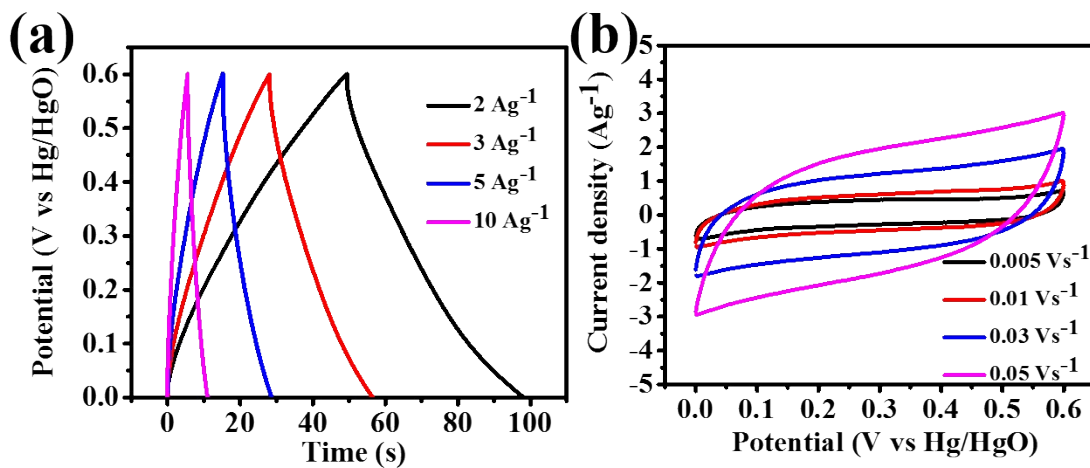 (a)
Potential (V vs Hg/HgO)
0.6
0.5
0.4
0.3
0.2
0.1
0.0
2 Ag⁻¹
3 Ag⁻¹
5 Ag⁻¹
10 Ag⁻¹
0 20 40 60 80 100
Time (s)
(b)
Current density (Ag⁻¹)
5
4
3
2
1
0
-1
-2
-3
-4
-5
0.005 Vs⁻¹
0.01 Vs⁻¹
0.03 Vs⁻¹
0.05 Vs⁻¹
0.0 0.1 0.2 0.3 0.4 0.5 0.6
Potential (V vs Hg/HgO)